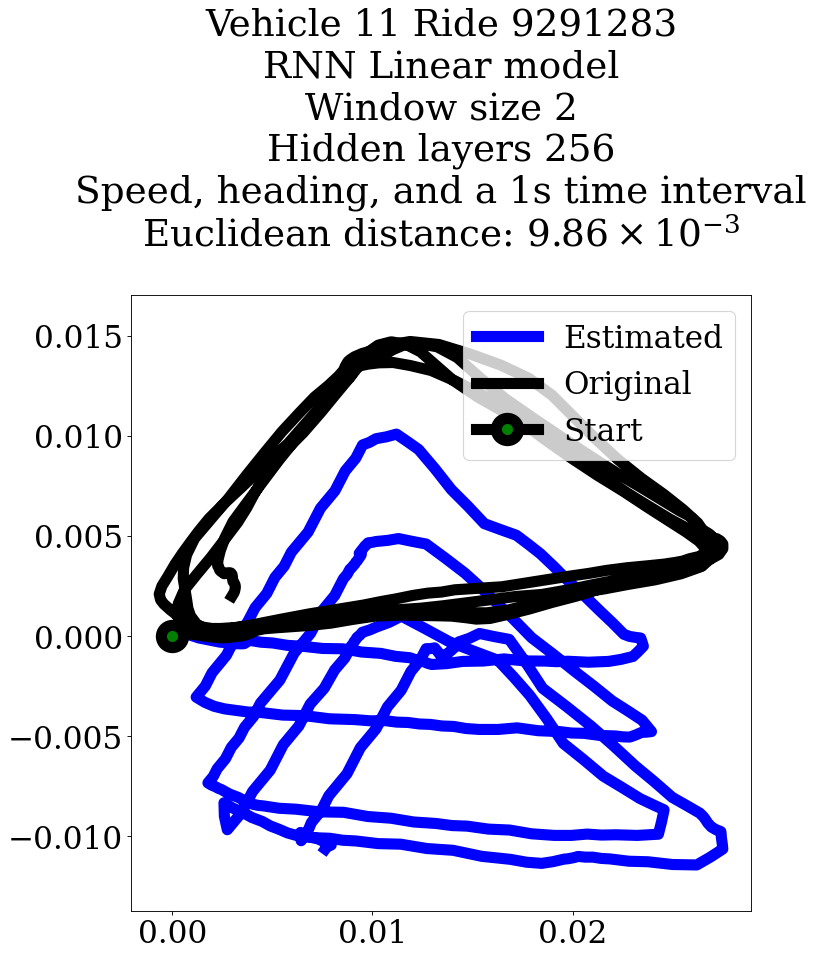 Vehicle 11 Ride 9291283
RNN Linear model
Window size 2
Hidden layers 256
Speed, heading, and a 1s time interval
Euclidean distance: 9.86 × 10⁻³
Estimated
Original
Start
0.015
0.010
0.005
0.000
−0.005
−0.010
0.00 0.01 0.02